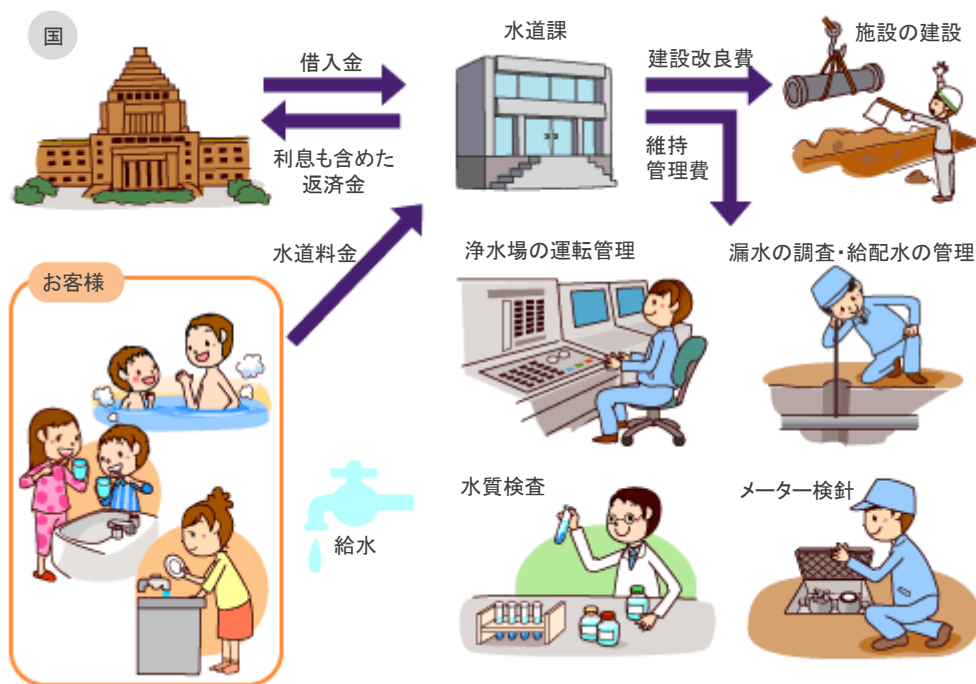 国
水道課
施設の建設
借入金
建設改良費
利息も含めた
返済金
維持
管理費
水道料金
浄水場の運転管理
漏水の調査・給配水の管理
お客様
水質検査
メーター検針
給水